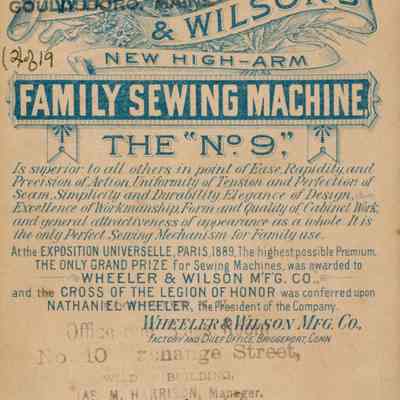 & WILSON'S
(2219
NEW HIGH-ARM
FAMILY SEWING MACHINE,
THE "No 9,"
Is superior to all others in point of Ease, Rapidity and
Precision of Action, Uniformity of Tension and Perfection of
Seam, Simplicity and Durability, Elegance of Design,
Excellence of Workmanship, Form and Quality of Cabinet Work,
and general attractiveness of appearance as a whole. It is
the only Perfect Sewing Mechanism for Family use.
At the EXPOSITION UNIVERSELLE, PARIS, 1889, The highest possible Premium,
THE ONLY GRAND PRIZE for Sewing Machines, was awarded to
WHEELER & WILSON M'F'G. CO.,
and the CROSS OF THE LEGION OF HONOR was conferred upon
NATHANIEL WHEELER, the President of the Company.
WHEELER & WILSON MFG. CO.,
FACTORY AND CHIEF OFFICE, BRIDGEPORT, CONN
Office
No. 10 Exchange Street,
BUILDING,
JAS. M. HARRISON, Manager.